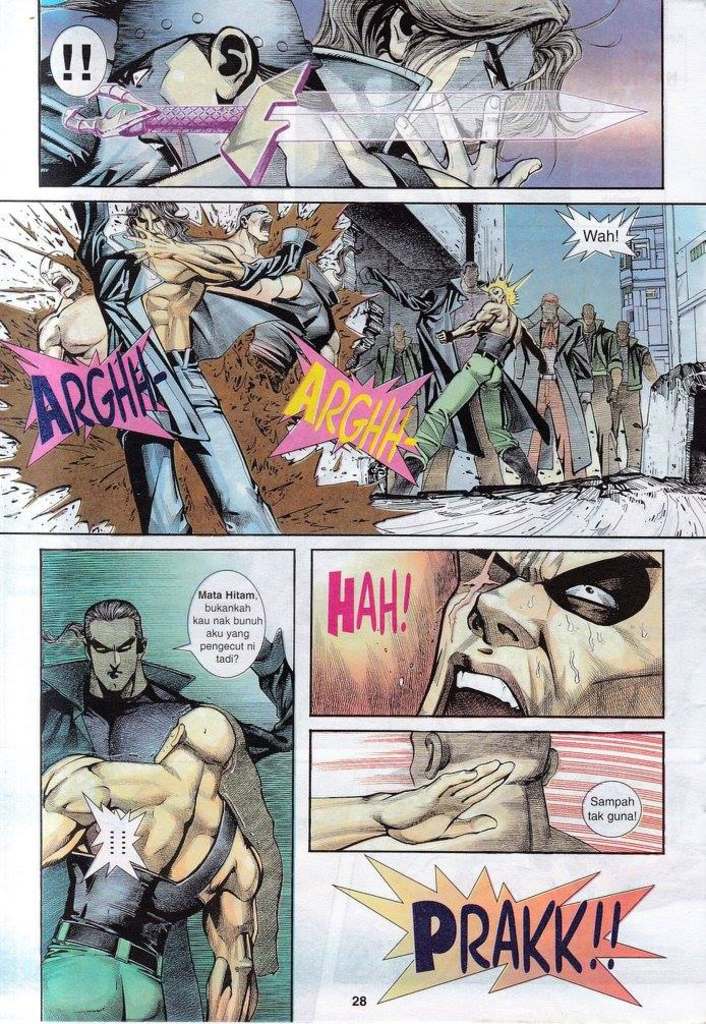 !!
Wah!
ARGHH-
ARGHH-
Mata Hitam,
bukankah
kau nak bunuh
aku yang
pengecut ni
tadi?
!!!
HAH!
Sampah
tak guna!
PRAKK!!
28